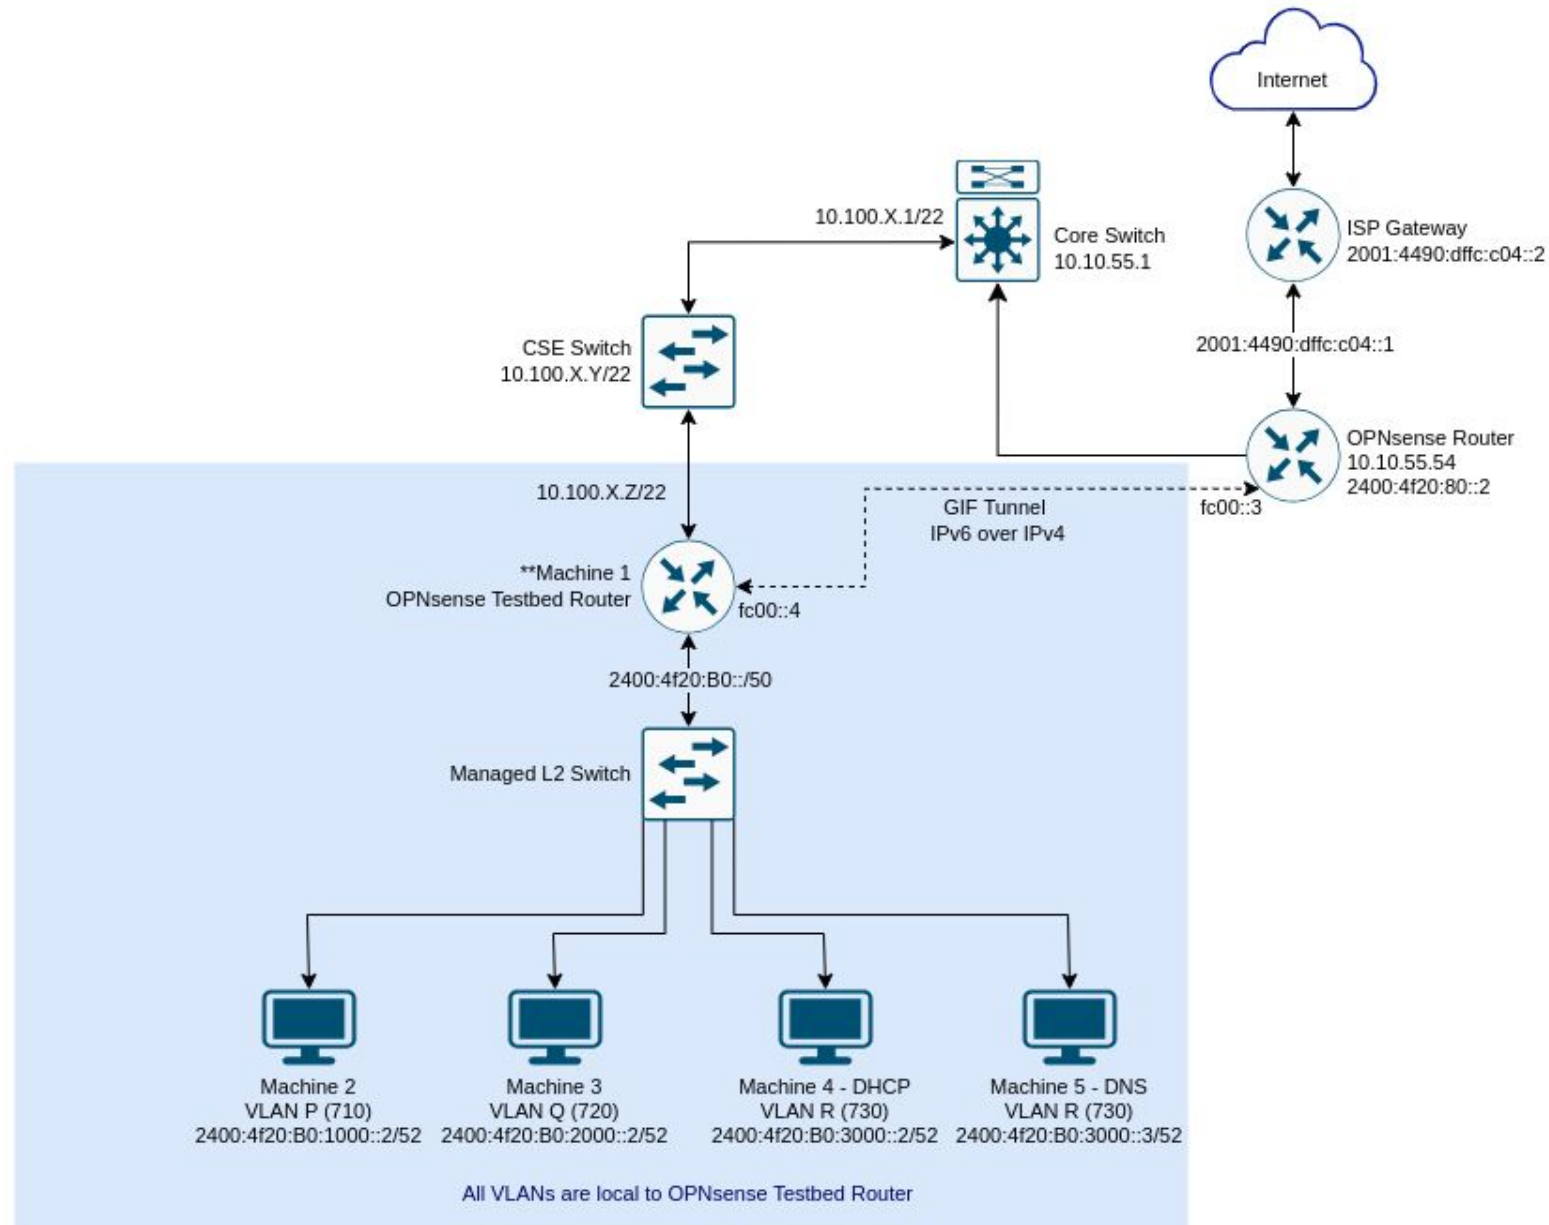 Internet
ISP Gateway
2001:4490:dffc:c04::2
10.100.X.1/22
Core Switch
10.10.55.1
2001:4490:dffc:c04::1
CSE Switch
10.100.X.Y/22
OPNsense Router
10.10.55.54
2400:4f20:80::2
10.100.X.Z/22
GIF Tunnel
IPv6 over IPv4
fc00::3
**Machine 1
OPNsense Testbed Router
fc00::4
2400:4f20:B0::/50
Managed L2 Switch
Machine 2
VLAN P (710)
2400:4f20:B0:1000::2/52
Machine 3
VLAN Q (720)
2400:4f20:B0:2000::2/52
Machine 4 - DHCP
VLAN R (730)
2400:4f20:B0:3000::2/52
Machine 5 - DNS
VLAN R (730)
2400:4f20:B0:3000::3/52
All VLANs are local to OPNsense Testbed Router